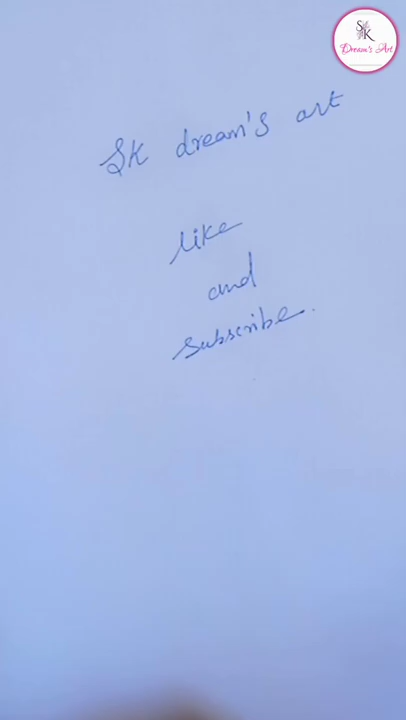 SK
Dream's Art
SK dream's art
like
and
subscribe.